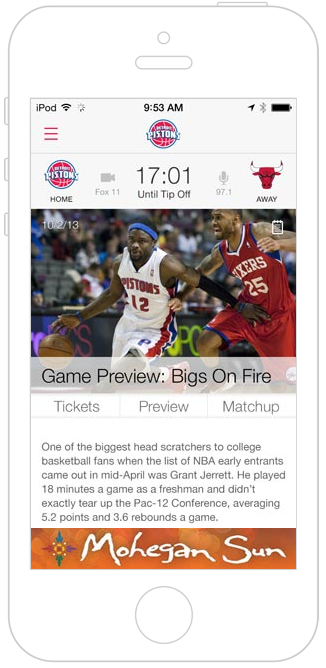 iPod 9:53 AM
DETROIT
PISTONS
DETROIT
PISTONS
17:01
Fox 11
Until Tip Off
97.1
HOME
AWAY
10/2/13
PISTONS
12
SIXERS
25
Game Preview: Bigs On Fire
Tickets Preview Matchup
One of the biggest head scratchers to college
basketball fans when the list of NBA early entrants
came out in mid-April was Grant Jerrett. He played
18 minutes a game as a freshman and didn't
exactly tear up the Pac-12 Conference, averaging
5.2 points and 3.6 rebounds a game.
Mohegan Sun